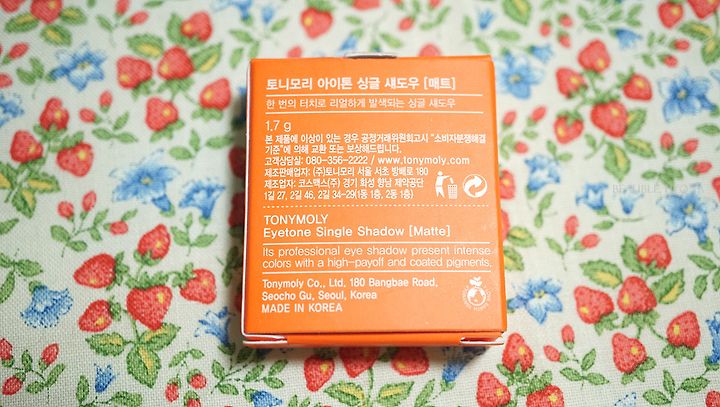 토니모리 아이톤 싱글 섀도우 [매트]
한 번의 터치로 리얼하게 발색되는 싱글 섀도우
1.7 g
본 제품에 이상이 있는 경우 공정거래위원회고시 "소비자분쟁해결
기준"에 의해 교환 또는 보상해드립니다.
고객상담실: 080-356-2222 / www.tonymoly.com
제조판매업자: (주)토니모리 서울 서초 방배로 180
제조업자: 코스맥스(주) 경기 화성 향남 제약공단
1길 27, 2길 46, 2길 34-29(1동 1층, 2동 1층)
TONYMOLY
Eyetone Single Shadow [Matte]
Its professional eye shadow present intense
colors with a high-payoff and coated pigments.
Tonymoly Co., Ltd. 180 Bangbae Road,
Seocho Gu, Seoul, Korea
MADE IN KOREA